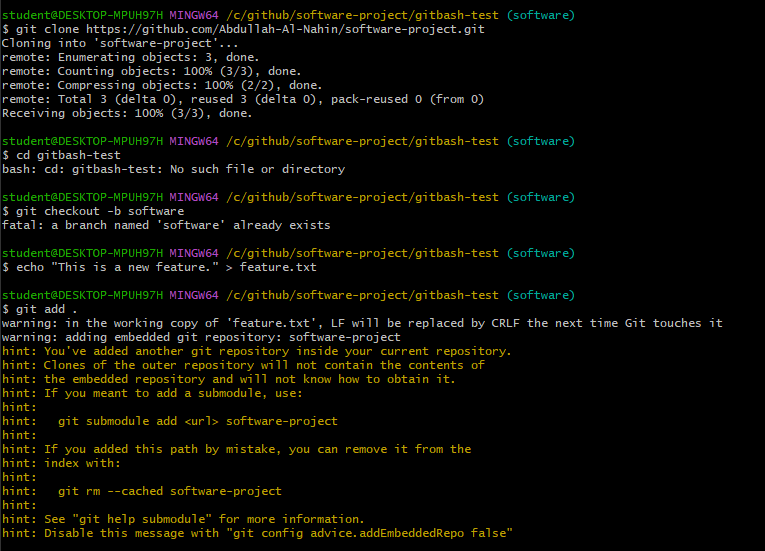 student@DESKTOP-MPUH97H MINGW64 /c/github/software-project/gitbash-test (software)
$ git clone https://github.com/Abdullah-Al-Nahin/software-project.git
Cloning into 'software-project'...
remote: Enumerating objects: 3, done.
remote: Counting objects: 100% (3/3), done.
remote: Compressing objects: 100% (2/2), done.
remote: Total 3 (delta 0), reused 3 (delta 0), pack-reused 0 (from 0)
Receiving objects: 100% (3/3), done.
student@DESKTOP-MPUH97H MINGW64 /c/github/software-project/gitbash-test (software)
$ cd gitbash-test
bash: cd: gitbash-test: No such file or directory
student@DESKTOP-MPUH97H MINGW64 /c/github/software-project/gitbash-test (software)
$ git checkout -b software
fatal: a branch named 'software' already exists
student@DESKTOP-MPUH97H MINGW64 /c/github/software-project/gitbash-test (software)
$ echo "This is a new feature." > feature.txt
student@DESKTOP-MPUH97H MINGW64 /c/github/software-project/gitbash-test (software)
$ git add .
warning: in the working copy of 'feature.txt', LF will be replaced by CRLF the next time Git touches it
warning: adding embedded git repository: software-project
hint: You've added another git repository inside your current repository.
hint: Clones of the outer repository will not contain the contents of
hint: the embedded repository and will not know how to obtain it.
hint: If you meant to add a submodule, use:
hint:
hint:   git submodule add <url> software-project
hint:
hint: If you added this path by mistake, you can remove it from the
hint: index with:
hint:
hint:   git rm --cached software-project
hint:
hint: See "git help submodule" for more information.
hint: Disable this message with "git config advice.addEmbeddedRepo false"